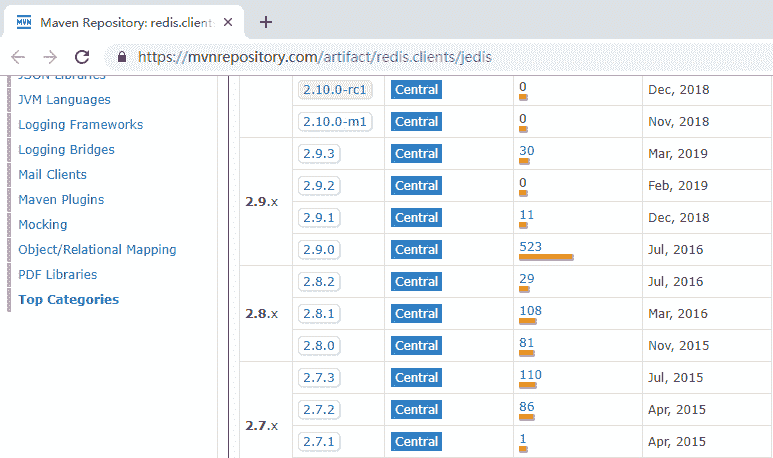 Maven Repository: redis.client
https://mvnrepository.com/artifact/redis.clients/jedis
JSON Libraries
JVM Languages
Logging Frameworks
Logging Bridges
Mail Clients
Maven Plugins
Mocking
Object/Relational Mapping
PDF Libraries
Top Categories
2.10.0-rc1 Central 0 Dec, 2018
2.10.0-m1 Central 0 Nov, 2018
2.9.x
2.9.3 Central 30 Mar, 2019
2.9.2 Central 0 Feb, 2019
2.9.1 Central 11 Dec, 2018
2.9.0 Central 523 Jul, 2016
2.8.x
2.8.2 Central 29 Jul, 2016
2.8.1 Central 108 Mar, 2016
2.8.0 Central 81 Nov, 2015
2.7.x
2.7.3 Central 110 Jul, 2015
2.7.2 Central 86 Apr, 2015
2.7.1 Central 1 Apr, 2015